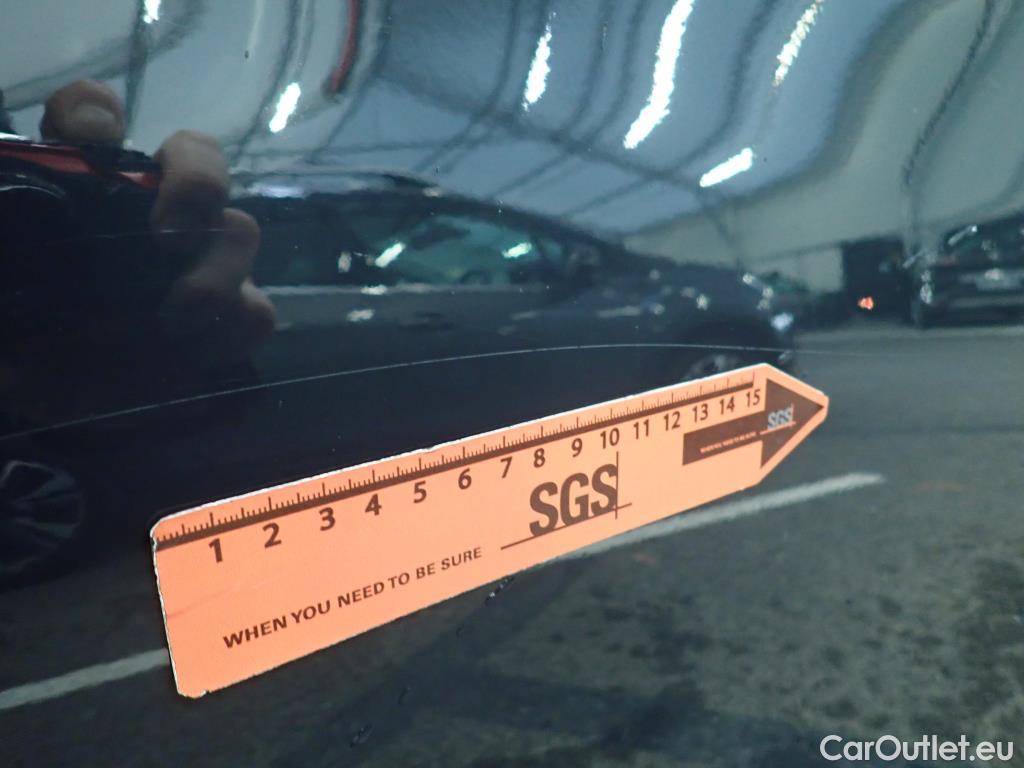 1 2 3 4 5 6 7 8 9 10 11 12 13 14 15
SGS
SGS
WHEN YOU NEED TO BE SURE
CarOutlet.eu